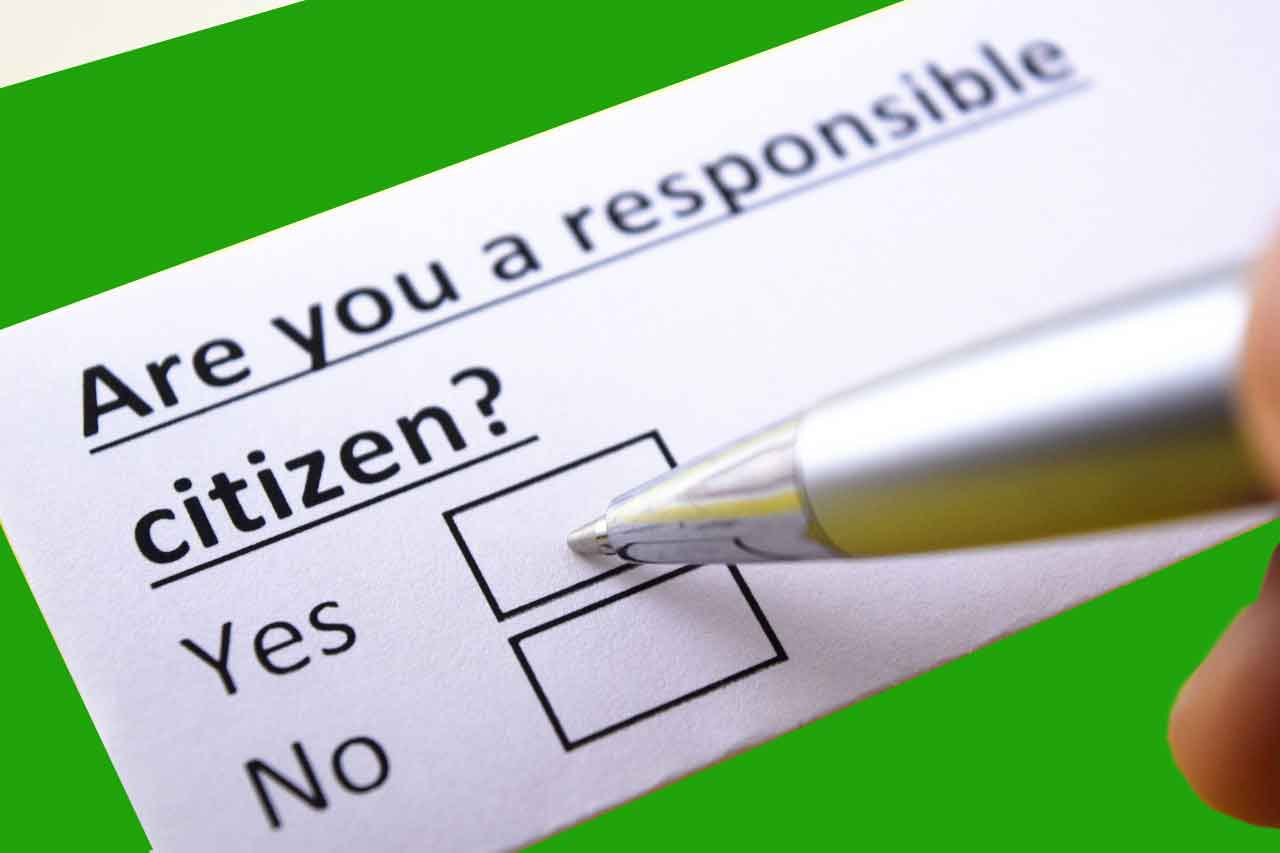 Are you a responsible
citizen?
Yes
No